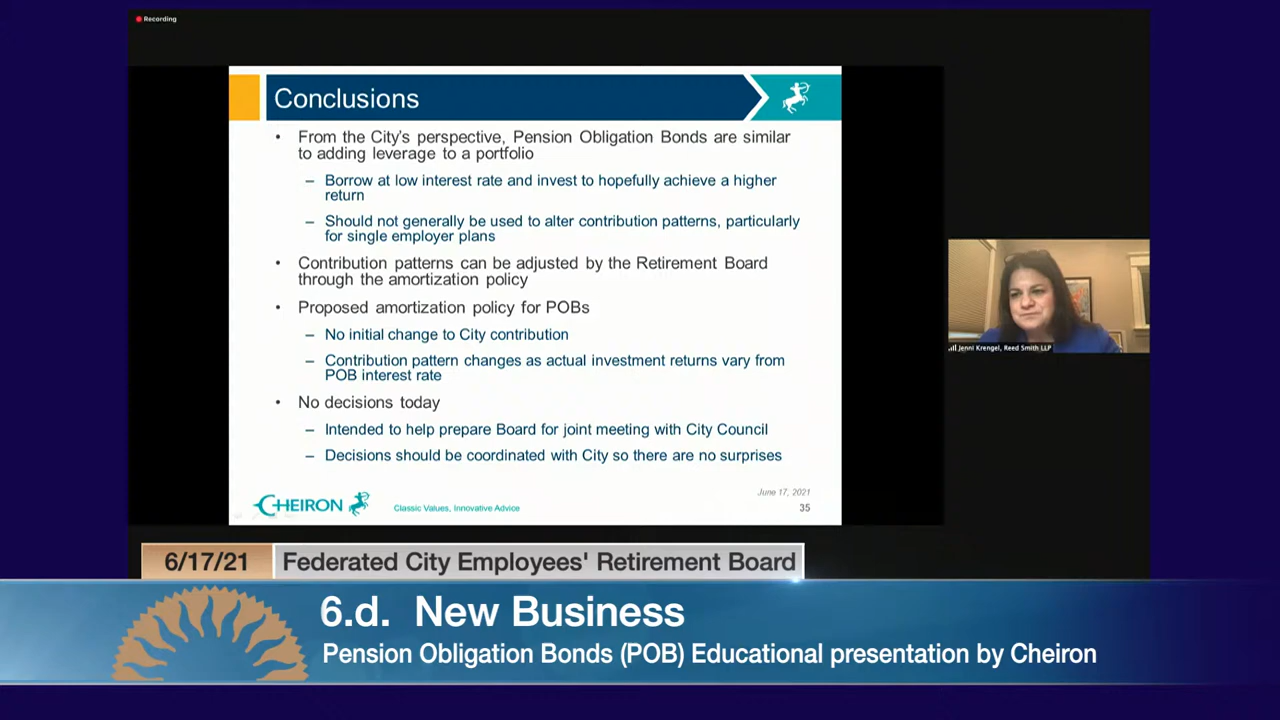 Recording
Conclusions
• From the City's perspective, Pension Obligation Bonds are similar
to adding leverage to a portfolio
– Borrow at low interest rate and invest to hopefully achieve a higher
return
– Should not generally be used to alter contribution patterns, particularly
for single employer plans
• Contribution patterns can be adjusted by the Retirement Board
through the amortization policy
• Proposed amortization policy for POBs
– No initial change to City contribution
– Contribution pattern changes as actual investment returns vary from
POB interest rate
• No decisions today
– Intended to help prepare Board for joint meeting with City Council
– Decisions should be coordinated with City so there are no surprises
June 17, 2021
CHEIRON
Classic Values, Innovative Advice
35
Jenni Krengel, Reed Smith LLP
6/17/21
Federated City Employees' Retirement Board
6.d. New Business
Pension Obligation Bonds (POB) Educational presentation by Cheiron